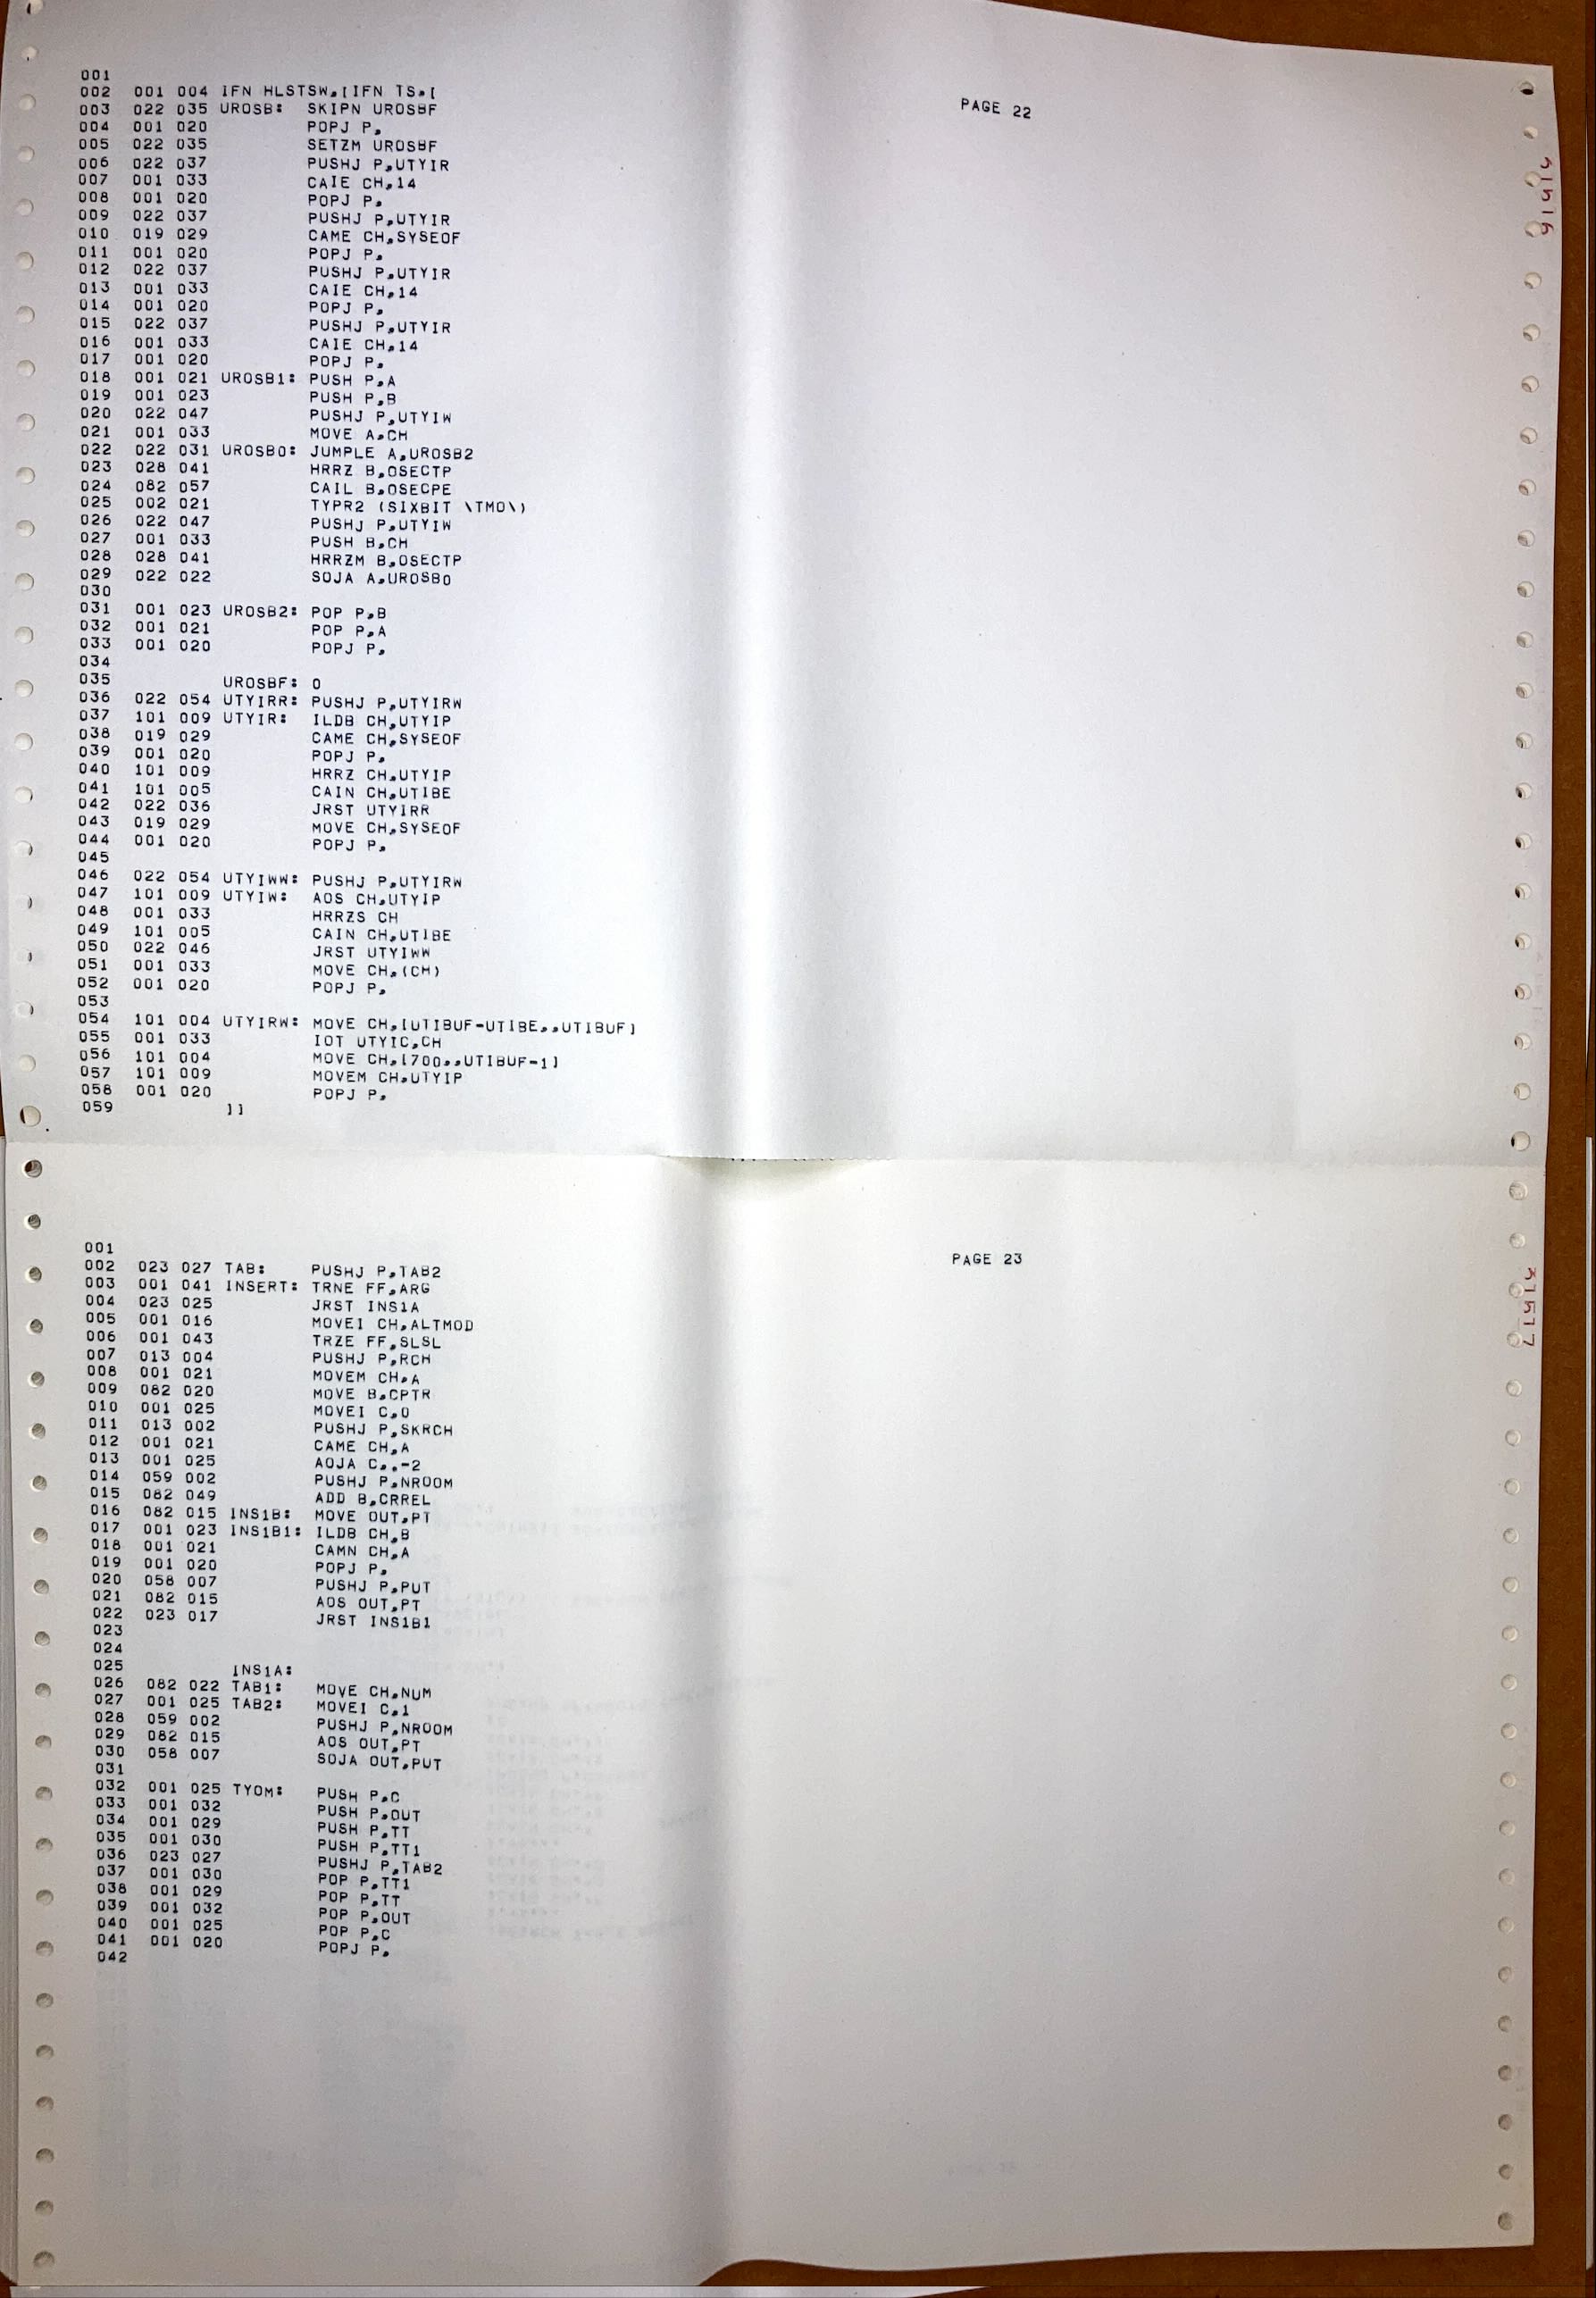 PAGE 22
001
002 001 004 IFN HLSTSW,[IFN TS,[
003 022 035 UROSB: SKIPN UROSBF
004 001 020 POPJ P,
005 022 035 SETZM UROSBF
006 022 037 PUSHJ P,UTYIR
007 001 033 CAIE CH,14
008 001 020 POPJ P,
009 022 037 PUSHJ P,UTYIR
010 019 029 CAME CH,SYSEOF
011 001 020 POPJ P,
012 022 037 PUSHJ P,UTYIR
013 001 033 CAIE CH,14
014 001 020 POPJ P,
015 022 037 PUSHJ P,UTYIR
016 001 033 CAIE CH,14
017 001 020 POPJ P,
018 001 021 UROSB1: PUSH P,A
019 001 023 PUSH P,B
020 022 047 PUSHJ P,UTYIW
021 001 033 MOVE A,CH
022 022 031 UROSB0: JUMPLE A,UROSB2
023 028 041 HRRZ B,OSECTP
024 082 057 CAIL B,OSECPE
025 002 021 TYPR2 (SIXBIT \TMO\)
026 022 047 PUSHJ P,UTYIW
027 001 033 PUSH B,CH
028 028 041 HRRZM B,OSECTP
029 022 022 SOJA A,UROSB0
030
031 001 023 UROSB2: POP P,B
032 001 021 POP P,A
033 001 020 POPJ P,
034
035 UROSBF: 0
036 022 054 UTYIRR: PUSHJ P,UTYIRW
037 101 009 UTYIR: ILDB CH,UTYIP
038 019 029 CAME CH,SYSEOF
039 001 020 POPJ P,
040 101 009 HRRZ CH,UTYIP
041 101 005 CAIN CH,UTIBE
042 022 036 JRST UTYIRR
043 019 029 MOVE CH,SYSEOF
044 001 020 POPJ P,
045
046 022 054 UTYIWW: PUSHJ P,UTYIRW
047 101 009 UTYIW: AOS CH,UTYIP
048 001 033 HRRZS CH
049 101 005 CAIN CH,UTIBE
050 022 046 JRST UTYIWW
051 001 033 MOVE CH,(CH)
052 001 020 POPJ P,
053
054 101 004 UTYIRW: MOVE CH,[UTIBUF-UTIBE,,UTIBUF]
055 001 033 IOT UTYIC,CH
056 101 004 MOVE CH,[700,,UTIBUF-1]
057 101 009 MOVEM CH,UTYIP
058 001 020 POPJ P,
059 ]]
PAGE 23
001
002 023 027 TAB: PUSHJ P,TAB2
003 001 041 INSERT: TRNE FF,ARG
004 023 025 JRST INS1A
005 001 016 MOVEI CH,ALTMOD
006 001 043 TRZE FF,SLSL
007 013 004 PUSHJ P,RCH
008 001 021 MOVEM CH,A
009 082 020 MOVE B,CPTR
010 001 025 MOVEI C,0
011 013 002 PUSHJ P,SKRCH
012 001 021 CAME CH,A
013 001 025 AOJA C,.-2
014 059 002 PUSHJ P,NROOM
015 082 049 ADD B,CRREL
016 082 015 INS1B: MOVE OUT,PT
017 001 023 INS1B1: ILDB CH,B
018 001 021 CAMN CH,A
019 001 020 POPJ P,
020 058 007 PUSHJ P,PUT
021 082 015 AOS OUT,PT
022 023 017 JRST INS1B1
023
024
025 INS1A:
026 082 022 TAB1: MOVE CH,NUM
027 001 025 TAB2: MOVEI C,1
028 059 002 PUSHJ P,NROOM
029 082 015 AOS OUT,PT
030 058 007 SOJA OUT,PUT
031
032 001 025 TYOM: PUSH P,C
033 001 032 PUSH P,OUT
034 001 029 PUSH P,TT
035 001 030 PUSH P,TT1
036 023 027 PUSHJ P,TAB2
037 001 030 POP P,TT1
038 001 029 POP P,TT
039 001 032 POP P,OUT
040 001 025 POP P,C
041 001 020 POPJ P,
042